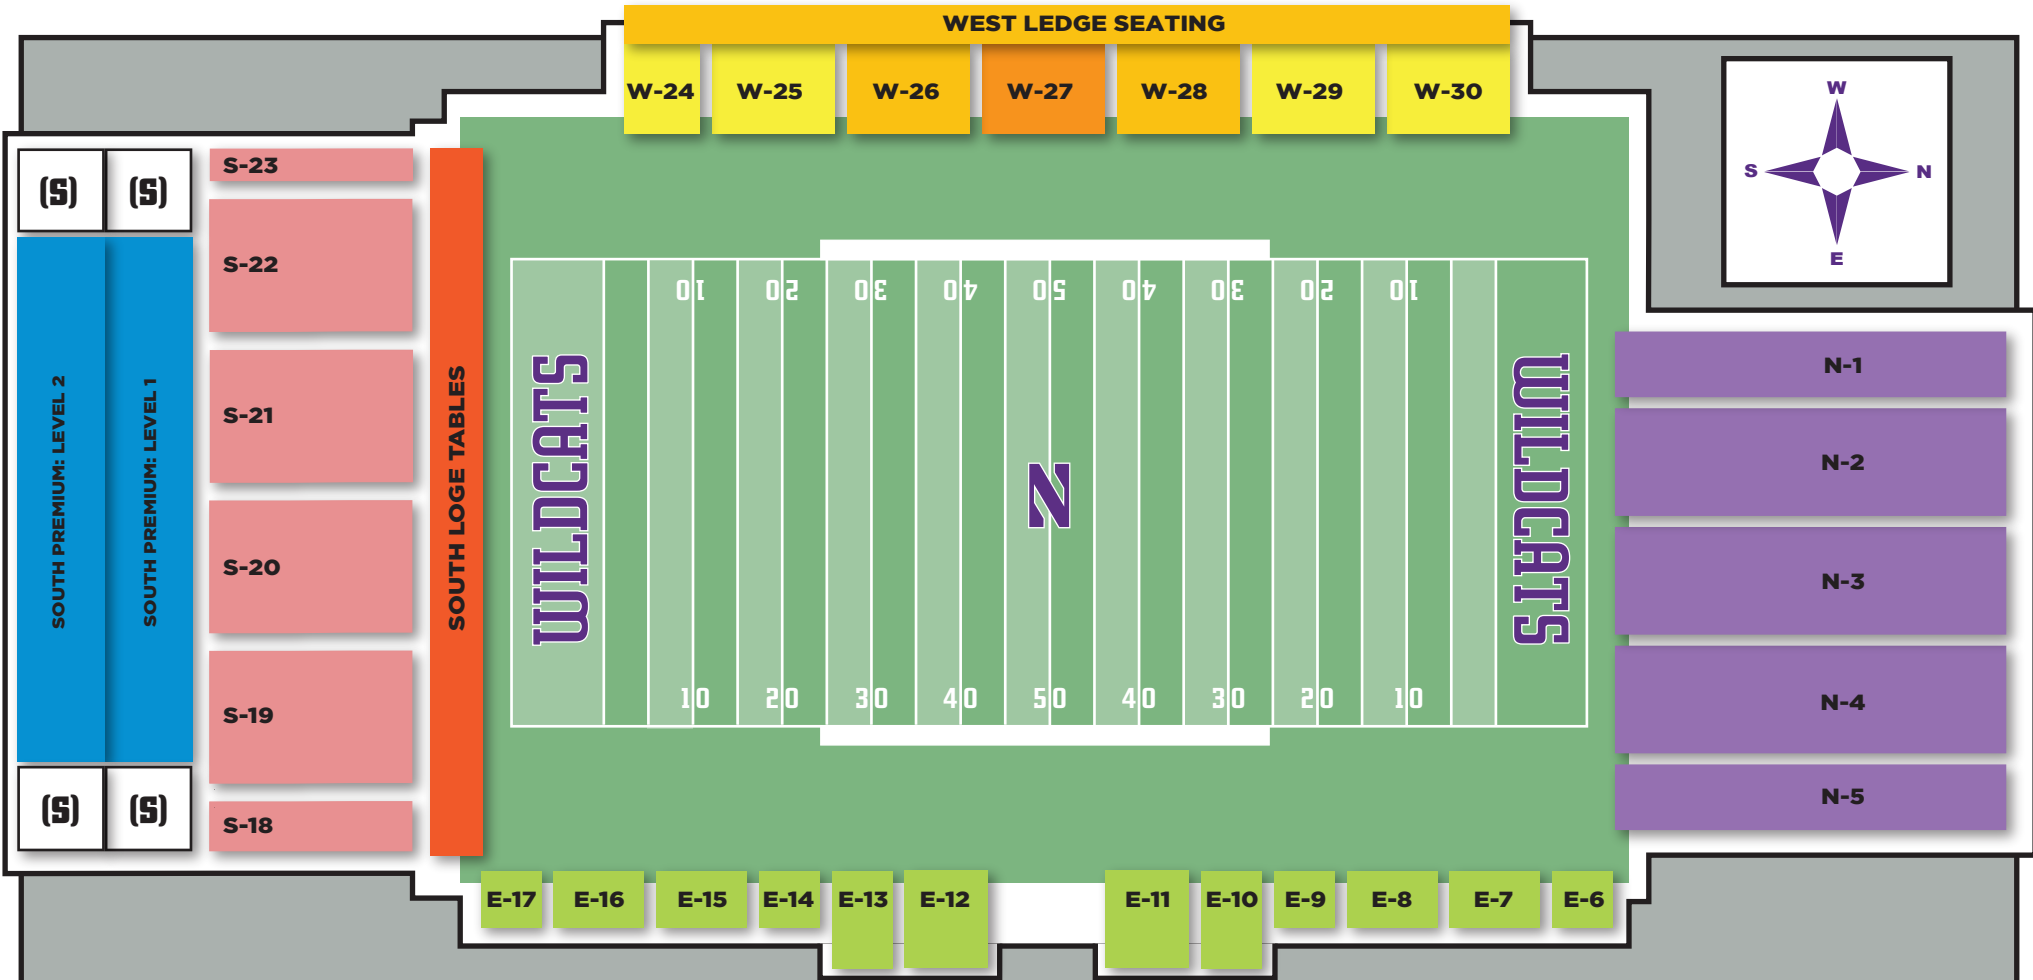 WEST LEDGE SEATING
W-24 W-25 W-26 W-27 W-28 W-29 W-30
W
S N
E
(S) (S)
S-23
S-22
S-21
S-20
S-19
S-18
SOUTH PREMIUM: LEVEL 2
SOUTH PREMIUM: LEVEL 1
(S) (S)
SOUTH LOGE TABLES
10 20 30 40 50 40 30 20 10
WILDCATS
N
WILDCATS
10 20 30 40 50 40 30 20 10
N-1
N-2
N-3
N-4
N-5
E-17 E-16 E-15 E-14 E-13 E-12 E-11 E-10 E-9 E-8 E-7 E-6